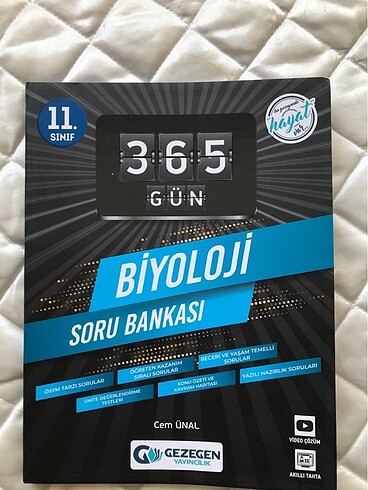 11.
SINIF
hayat
var
365
GÜN
BİYOLOJİ
SORU BANKASI
ÖSYM TARZI SORULAR
ÖĞRETEN KAZANIM
SIRALI SORULAR
BECERİ VE YAŞAM TEMELLİ
SORULAR
ÜNİTE DEĞERLENDİRME
TESTLERİ
KONU ÖZETİ VE
KAVRAM HARİTASI
YAZILI HAZIRLIK SORULARI
Cem ÜNAL
GEZEGEN
YAYINCILIK
VİDEO ÇÖZÜM
AKILLI TAHTA